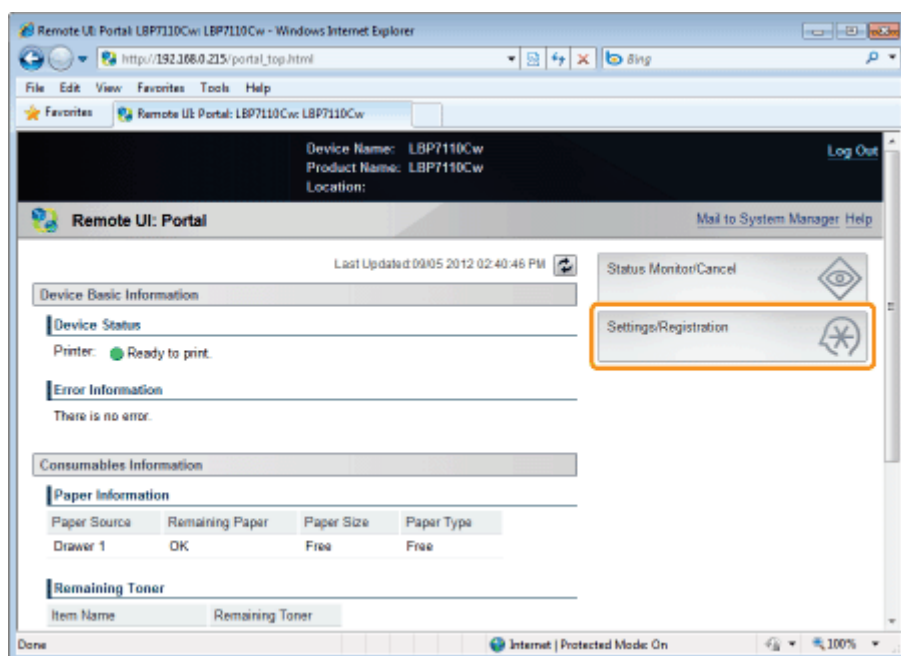 Remote UI: Portal: LBP7110Cw: LBP7110Cw - Windows Internet Explorer
http://192.168.0.215/portal_top.html
Bing
File Edit View Favorites Tools Help
Favorites
Remote UI: Portal: LBP7110Cw: LBP7110Cw
Device Name: LBP7110Cw
Product Name: LBP7110Cw
Location:
Log Out
Remote UI: Portal
Mail to System Manager Help
Last Updated:09/05 2012 02:40:46 PM
Status Monitor/Cancel
Device Basic Information
Settings/Registration
Device Status
Printer: Ready to print.
Error Information
There is no error.
Consumables Information
Paper Information
Paper Source Remaining Paper Paper Size Paper Type
Drawer 1 OK Free Free
Remaining Toner
Item Name Remaining Toner
Done
Internet | Protected Mode: On
100%